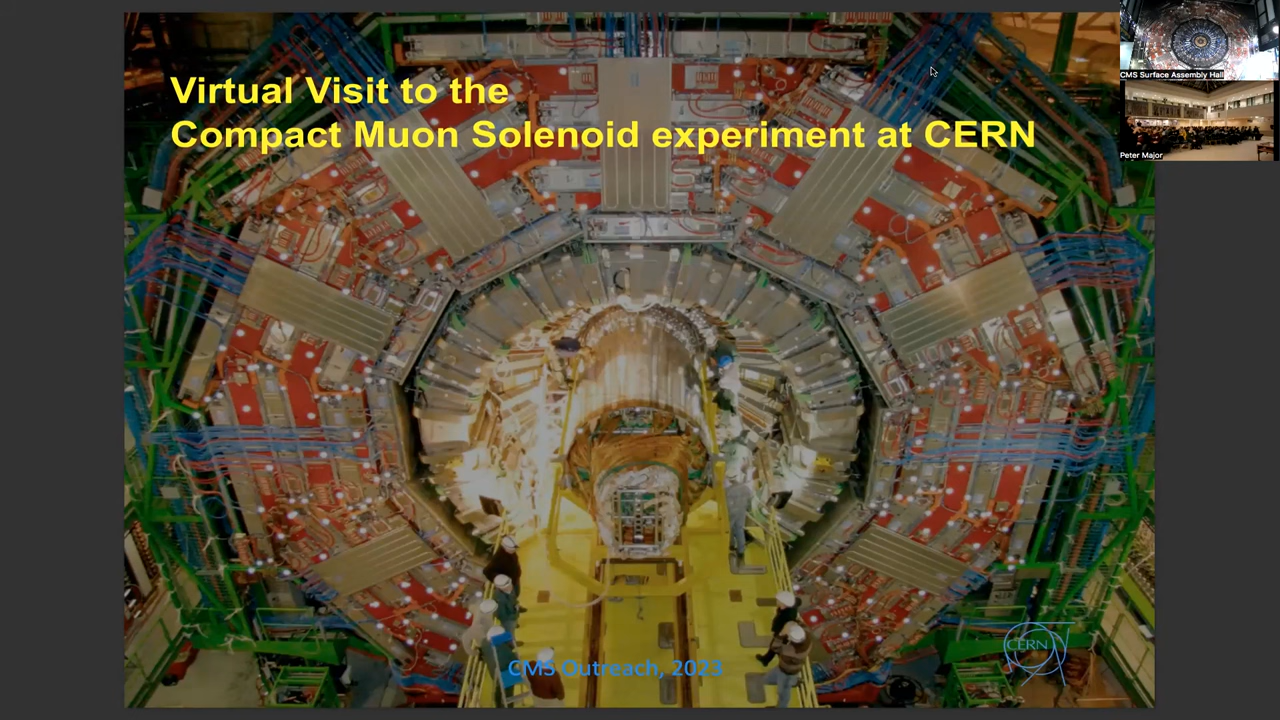 Virtual Visit to the
Compact Muon Solenoid experiment at CERN
CMS Surface Assembly Hall
Peter Major
CMS Outreach, 2023
CERN